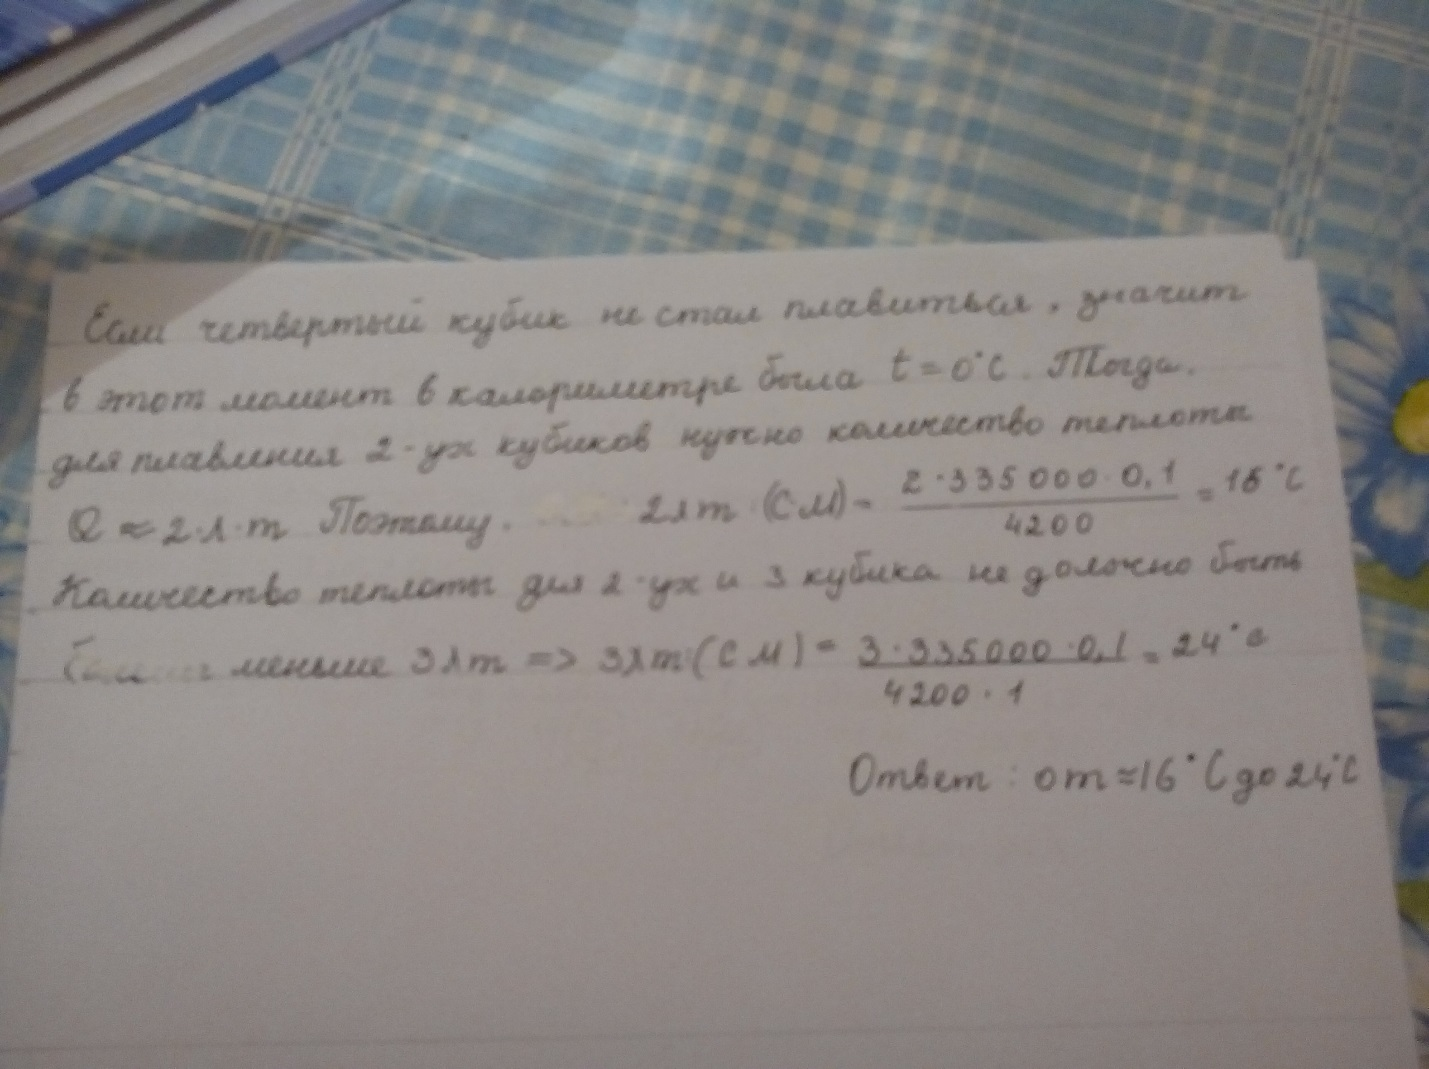 Если четвертый кубик не стал плавиться, значит
в этот момент в калориметре была t = 0°С. Тогда,
для плавления 2-ух кубиков нужно количество теплоты
Q ≈ 2·λ·m Поэтому. 2λm (СМ) = 2·335000·0,1 / 4200 = 16°С
Количество теплоты для 2-ух и 3 кубика не должно быть
меньше 3λm => 3λm·(СМ) = 3·335000·0,1 / 4200·1 = 24°С
Ответ: от ≈16°С до 24°С